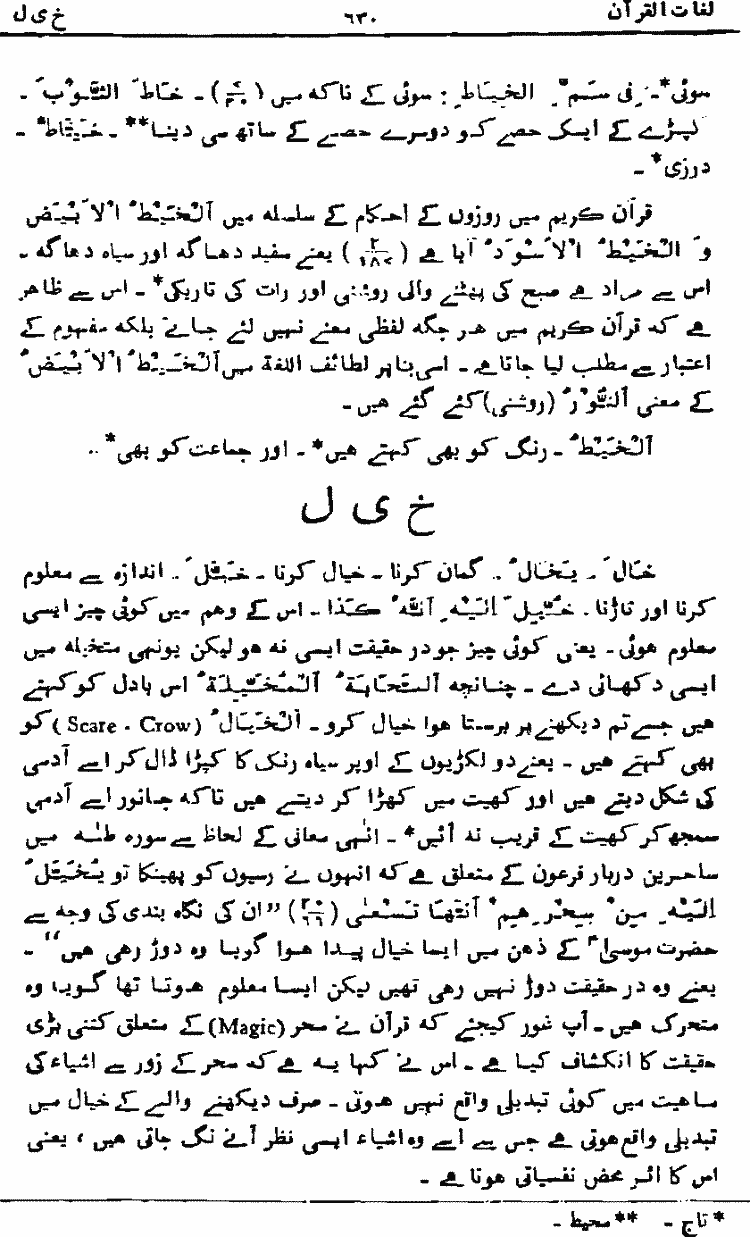 لغات القرآن ٦٣٠ خ ی ل
سوئی*۔ فِی سَمِّ الْخِيَاطِ : سوئی کے ناکہ میں (۷/۴۰)۔ خَاطَ الثَّوْبَ ۔
کپڑے کے ایک حصے کو دوسرے حصے کے ساتھ سی دینا**۔ خَیَّاطٌ* ۔
درزی* ۔
قرآن کریم میں روزوں کے احکام کے سلسلہ میں اَلْخَيْطُ الْاَبْيَضُ
وَ الْخَيْطُ الْاَسْوَدُ آیا ہے (۲/۱۸۷) یعنے سفید دھاگہ اور سیاہ دھاگہ ۔
اس سے مراد ہے صبح کی پھٹنے والی روشنی اور رات کی تاریکی* ۔ اس سے ظاہر
ہے کہ قرآن کریم میں ہر جگہ لفظی معنے نہیں لئے جاتے بلکہ مفہوم کے
اعتبار سے مطلب لیا جاتا ہے ۔ اسی بنا پر لطائف اللغۃ میں اَلْخَيْطُ الْاَبْيَضُ
کے معنی اَلنُّوْرُ (روشنی) کئے گئے ہیں ۔
اَلْخَيْطُ ۔ رنگ کو بھی کہتے ہیں* ۔ اور جماعت کو بھی* ۔
خ ی ل
خَالَ ۔ يَخَالُ ۔ گمان کرنا ۔ خیال کرنا ۔ خَيَّلَ ۔ اندازہ سے معلوم
کرنا اور تاڑنا ۔ خُيِّلَ اِلَيْهِ اَنَّهُ كَذَا ۔ اس کے وہم میں کوئی چیز ایسی
معلوم ہوئی ۔ یعنی کوئی چیز جو در حقیقت ایسی نہ ہو لیکن یونہی متخیلہ میں
ایسی دکھائی دے ۔ چنانچہ اَلسَّحَابَةُ الْمُخَيِّلَةُ اس بادل کو کہتے
ہیں جسے تم دیکھنے پر برستا ہوا خیال کرو ۔ اَلْخَيَالُ (Scare - Crow) کو
بھی کہتے ہیں ۔ یعنے دو لکڑیوں کے اوپر سیاہ رنگ کا کپڑا ڈال کر اسے آدمی
کی شکل دیتے ہیں اور کھیت میں کھڑا کر دیتے ہیں تاکہ جانور اسے آدمی
سمجھ کر کھیت کے قریب نہ آئیں* ۔ انہی معانی کے لحاظ سے سورہ طٰہٰ میں
ساحرین دربار فرعون کے متعلق ہے کہ انہوں نے رسیوں کو پھینکا تو يُخَيَّلُ
اِلَيْهِ مِنْ سِحْرِهِمْ اَنَّهَا تَسْعٰى (۲۰/۶۶) ”ان کی نگاہ بندی کی وجہ سے
حضرت موسیٰؑ کے ذہن میں ایسا خیال پیدا ہوا گویا وہ دوڑ رہی ہیں“ ۔
یعنے وہ در حقیقت دوڑ نہیں رہی تھیں لیکن ایسا معلوم ہوتا تھا گویا وہ
متحرک ہیں ۔ آپ غور کیجئے کہ قرآن نے سحر (Magic) کے متعلق کتنی بڑی
حقیقت کا انکشاف کیا ہے ۔ اس نے کہا یہ ہے کہ سحر کے زور سے اشیاء کی
ماہیت میں کوئی تبدیلی واقع نہیں ہوتی ۔ صرف دیکھنے والے کے خیال میں
تبدیلی واقع ہوتی ہے جس سے اسے وہ اشیاء ایسی نظر آنے لگ جاتی ہیں ، یعنی
اس کا اثر محض نفسیاتی ہوتا ہے ۔
* تاج ۔ ** محیط ۔